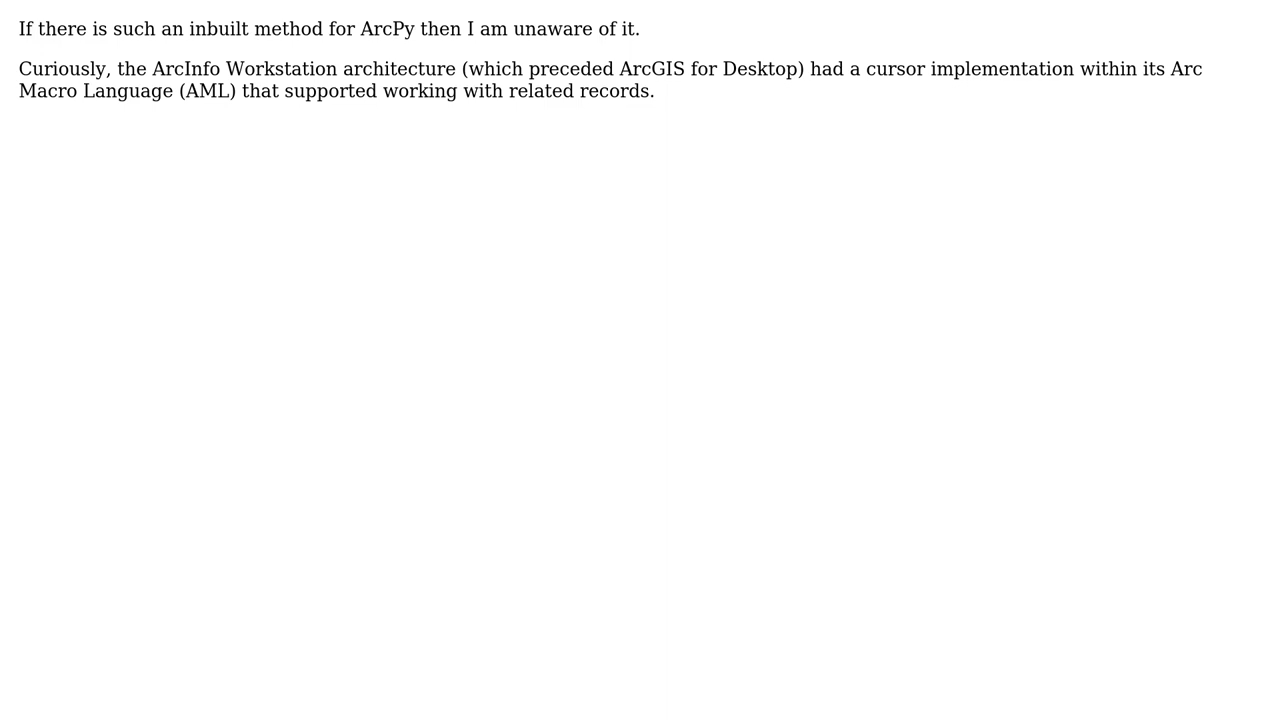 If there is such an inbuilt method for ArcPy then I am unaware of it.
Curiously, the ArcInfo Workstation architecture (which preceded ArcGIS for Desktop) had a cursor implementation within its Arc
Macro Language (AML) that supported working with related records.